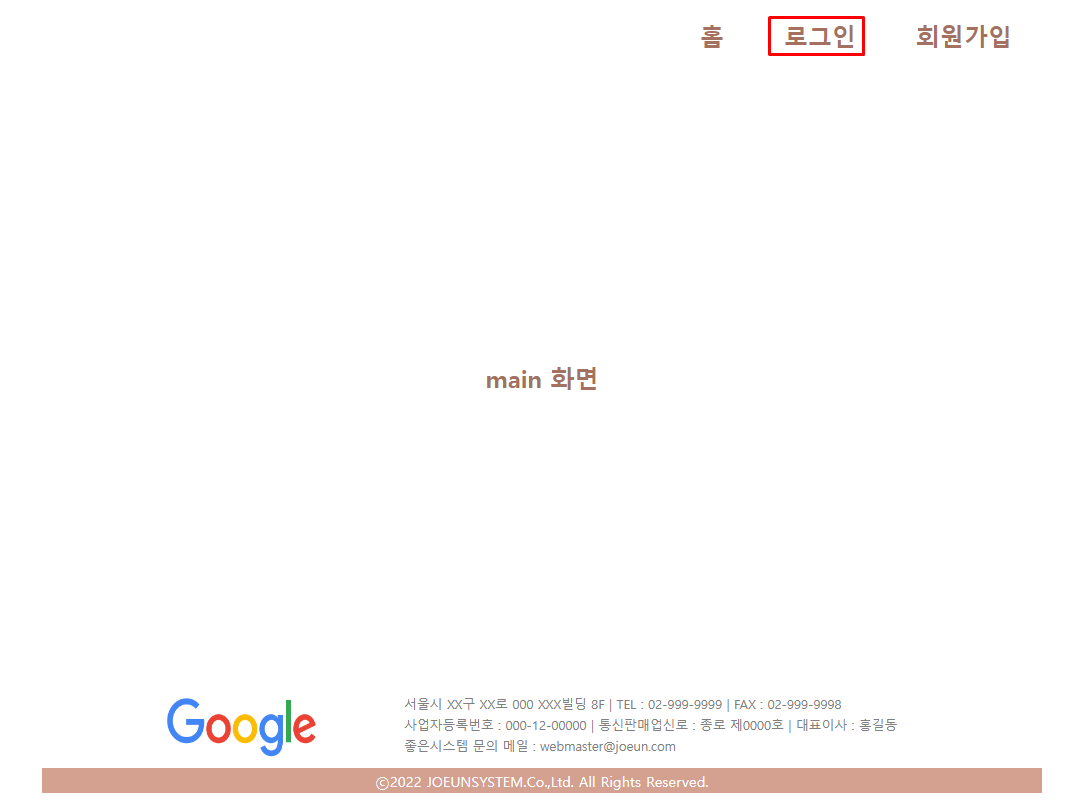 홈 로그인 회원가입
main 화면
Google
서울시 XX구 XX로 000 XXX빌딩 8F | TEL : 02-999-9999 | FAX : 02-999-9998
사업자등록번호 : 000-12-00000 | 통신판매업신로 : 종로 제0000호 | 대표이사 : 홍길동
좋은시스템 문의 메일 : webmaster@joeun.com
©2022 JOEUNSYSTEM.Co.,Ltd. All Rights Reserved.